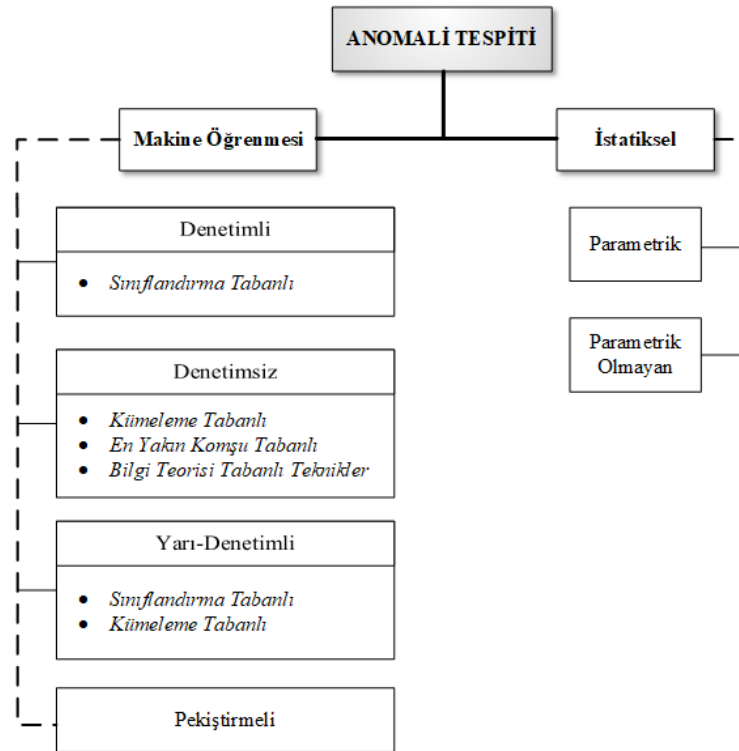 ANOMALİ TESPİTİ
Makine Öğrenmesi
İstatiksel
Denetimli
• Sınıflandırma Tabanlı
Denetimsiz
• Kümeleme Tabanlı
• En Yakın Komşu Tabanlı
• Bilgi Teorisi Tabanlı Teknikler
Yarı-Denetimli
• Sınıflandırma Tabanlı
• Kümeleme Tabanlı
Pekiştirmeli
Parametrik
Parametrik
Olmayan